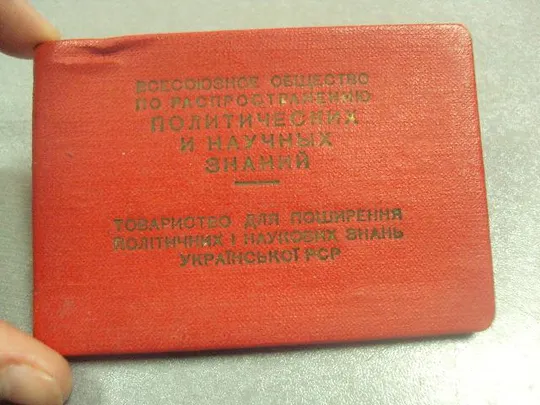 ВСЕСОЮЗНОЕ ОБЩЕСТВО
ПО РАСПРОСТРАНЕНИЮ
ПОЛИТИЧЕСКИХ
И НАУЧНЫХ
ЗНАНИЙ
ТОВАРИСТВО ДЛЯ ПОШИРЕННЯ
ПОЛІТИЧНИХ І НАУКОВИХ ЗНАНЬ
УКРАЇНСЬКОЇ РСР